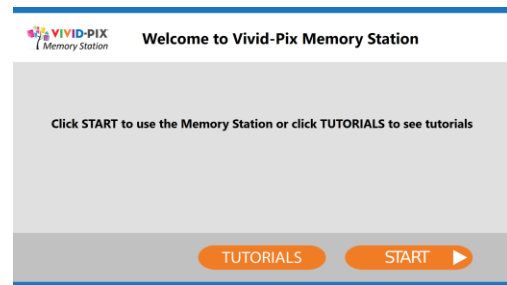 VIVID-PIX
Memory Station
Welcome to Vivid-Pix Memory Station
Click START to use the Memory Station or click TUTORIALS to see tutorials
TUTORIALS
START